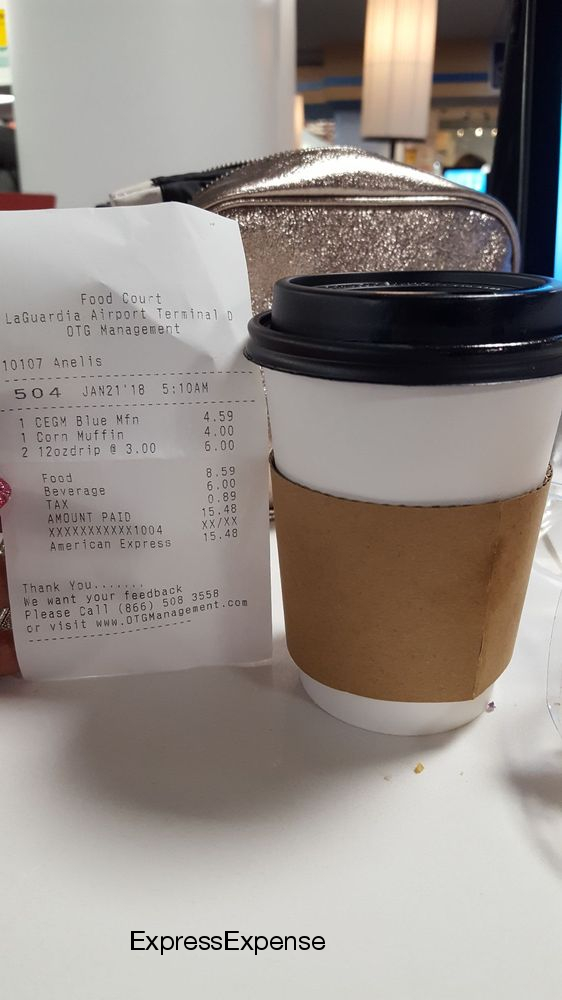 Food Court
LaGuardia Airport Terminal D
OTG Management
10107 Anelis
504 JAN21'18 5:10AM
1 CEGM Blue Mfn 4.59
1 Corn Muffin 4.00
2 12ozdrip @ 3.00 6.00
Food 8.59
Beverage 6.00
TAX 0.89
AMOUNT PAID 15.48
XXXXXXXXXXX1004 XX/XX
American Express 15.48
Thank You.......
We want your feedback
Please Call (866) 508 3558
or visit www.OTGManagement.com
ExpressExpense